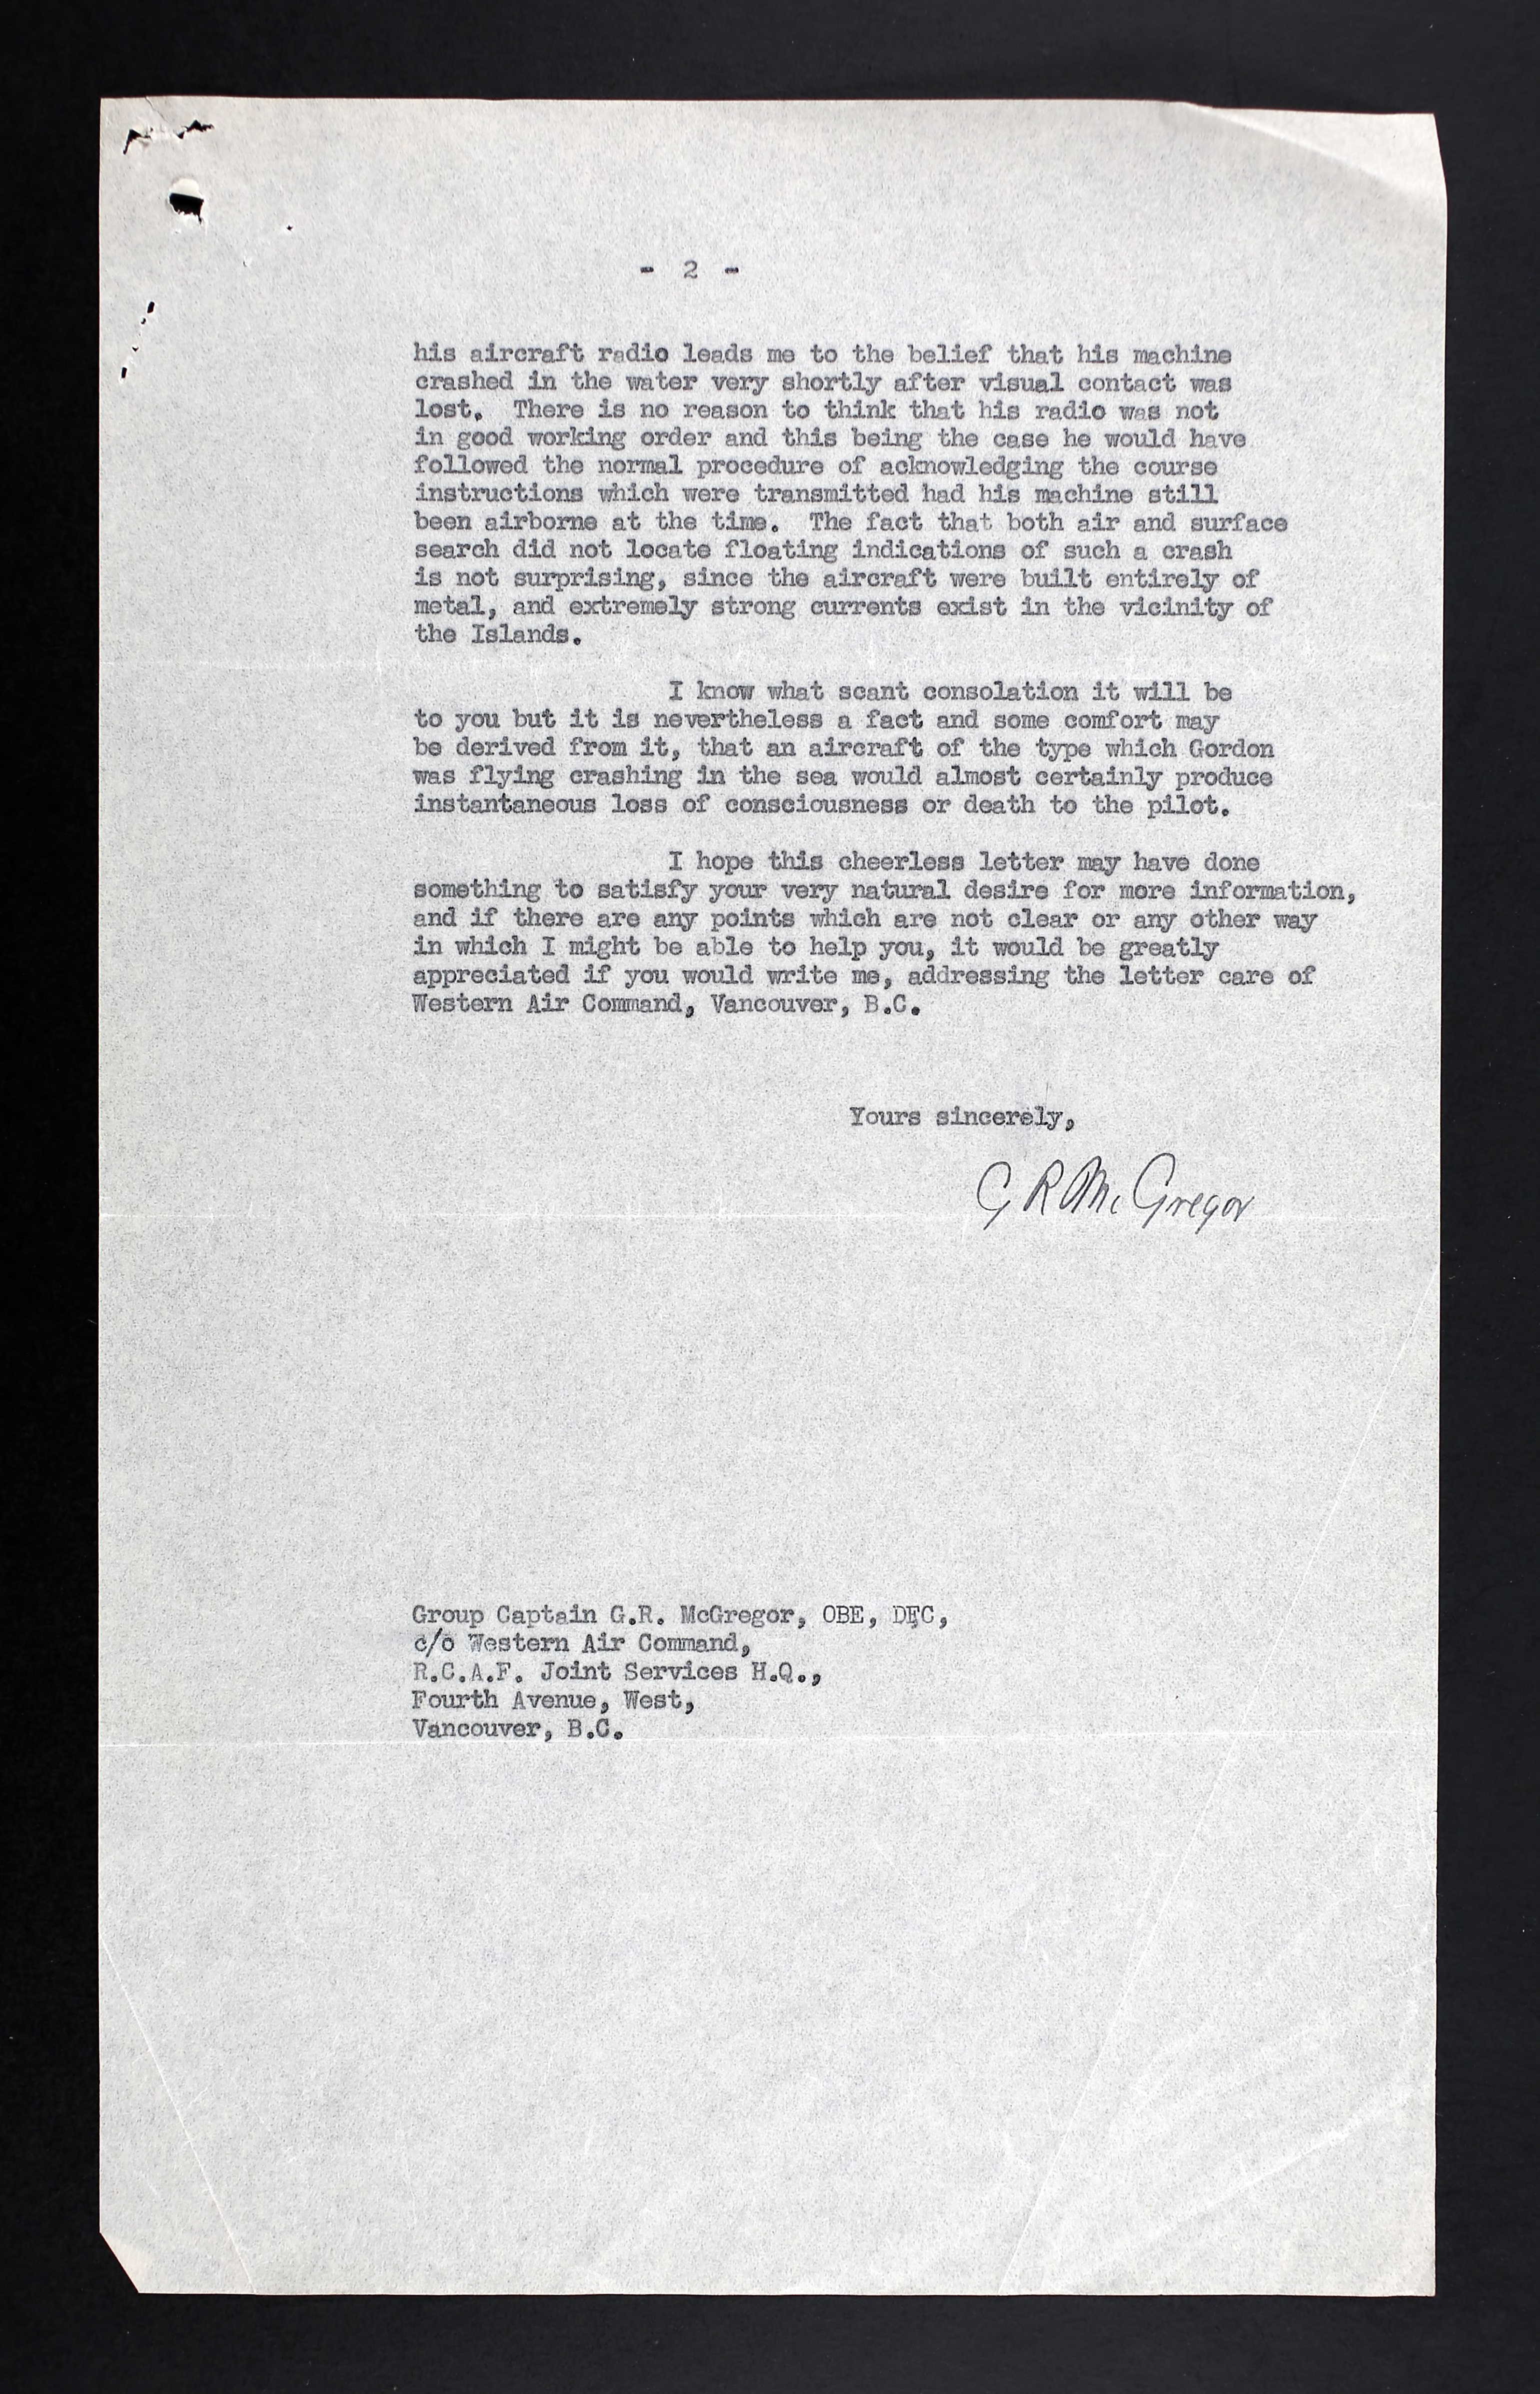 - 2 -
his aircraft radio leads me to the belief that his machine
crashed in the water very shortly after visual contact was
lost. There is no reason to think that his radio was not
in good working order and this being the case he would have
followed the normal procedure of acknowledging the course
instructions which were transmitted had his machine still
been airborne at the time. The fact that both air and surface
search did not locate floating indications of such a crash
is not surprising, since the aircraft were built entirely of
metal, and extremely strong currents exist in the vicinity of
the Islands.
I know what scant consolation it will be
to you but it is nevertheless a fact and some comfort may
be derived from it, that an aircraft of the type which Gordon
was flying crashing in the sea would almost certainly produce
instantaneous loss of consciousness or death to the pilot.
I hope this cheerless letter may have done
something to satisfy your very natural desire for more information,
and if there are any points which are not clear or any other way
in which I might be able to help you, it would be greatly
appreciated if you would write me, addressing the letter care of
Western Air Command, Vancouver, B.C.
Yours sincerely,
G R McGregor
Group Captain G.R. McGregor, OBE, DFC,
c/o Western Air Command,
R.C.A.F. Joint Services H.Q.,
Fourth Avenue, West,
Vancouver, B.C.